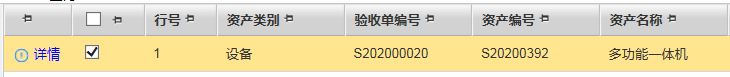 行号 资产类别 验收单编号 资产编号 资产名称
详情 1 设备 S202000020 S20200392 多功能一体机